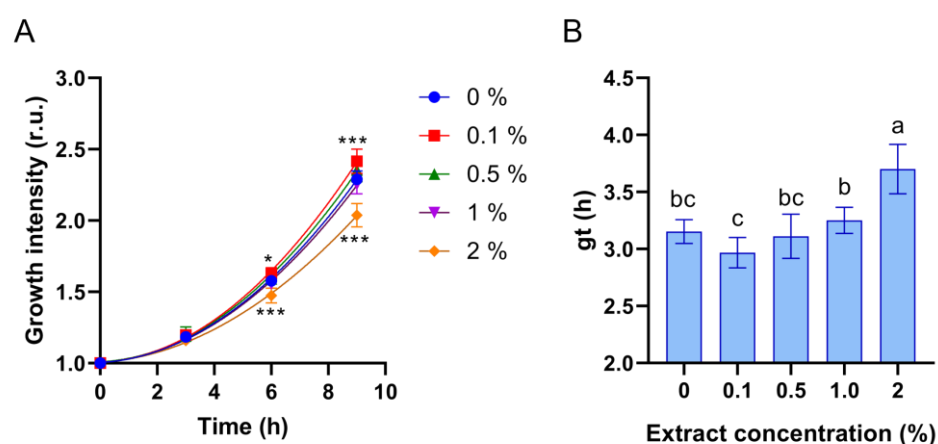 A
Growth intensity (r.u.)
3.0
2.5
2.0
1.5
1.0
0 2 4 6 8 10
Time (h)
***
*
***
***
0 %
0.1 %
0.5 %
1 %
2 %
B
gt (h)
4.5
4.0
3.5
3.0
2.5
2.0
bc c bc b a
0 0.1 0.5 1.0 2
Extract concentration (%)